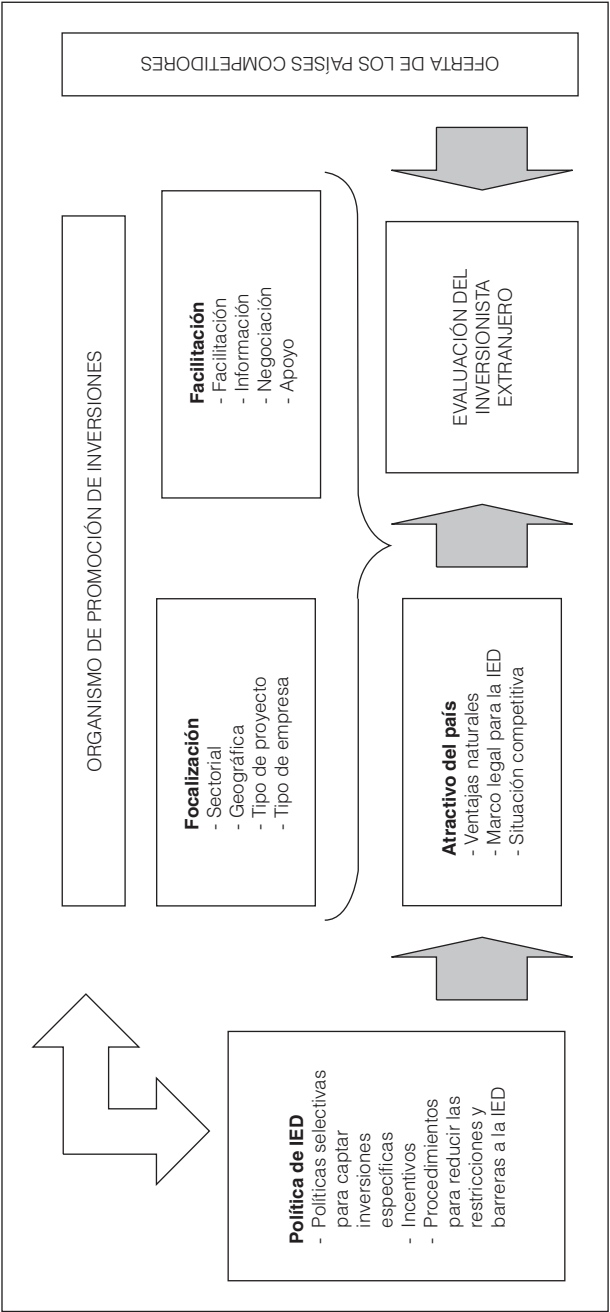 ORGANISMO DE PROMOCIÓN DE INVERSIONES
Política de IED
- Políticas selectivas
para captar
inversiones
específicas
- Incentivos
- Procedimientos
para reducir las
restricciones y
barreras a la IED
Focalización
- Sectorial
- Geográfica
- Tipo de proyecto
- Tipo de empresa
Facilitación
- Facilitación
- Información
- Negociación
- Apoyo
Atractivo del país
- Ventajas naturales
- Marco legal para la IED
- Situación competitiva
EVALUACIÓN DEL
INVERSIONISTA
EXTRANJERO
OFERTA DE LOS PAÍSES COMPETIDORES